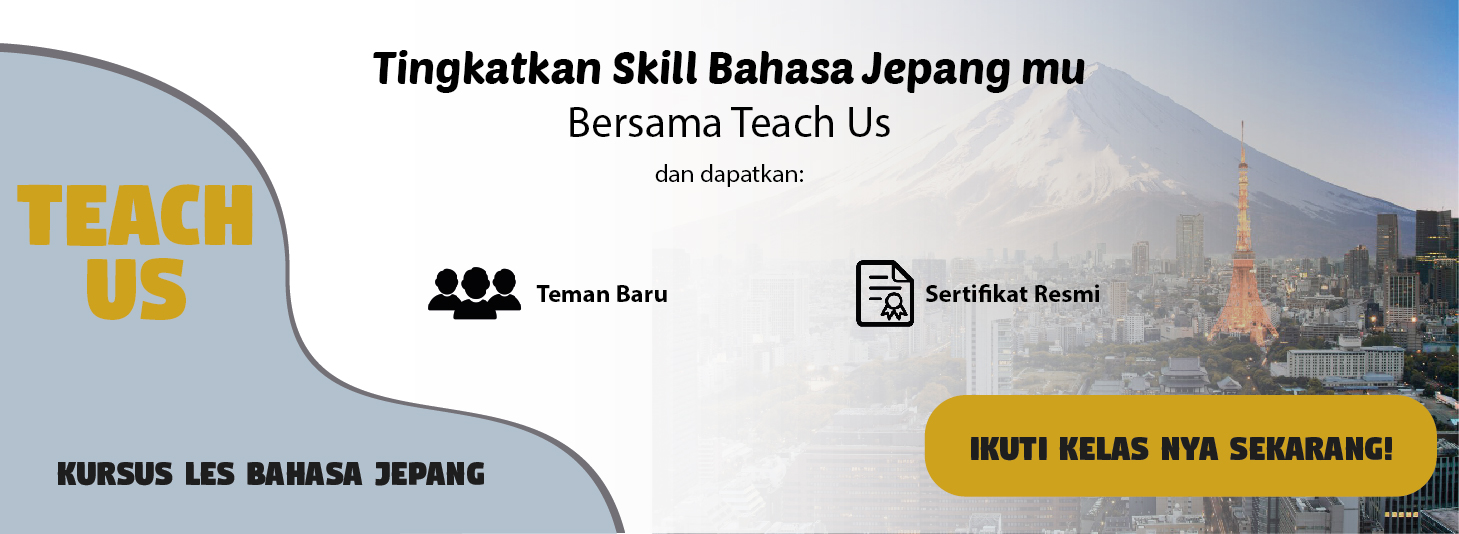 Tingkatkan Skill Bahasa Jepang mu
Bersama Teach Us
dan dapatkan:
TEACH
US
Teman Baru
Sertifikat Resmi
KURSUS LES BAHASA JEPANG
IKUTI KELAS NYA SEKARANG!